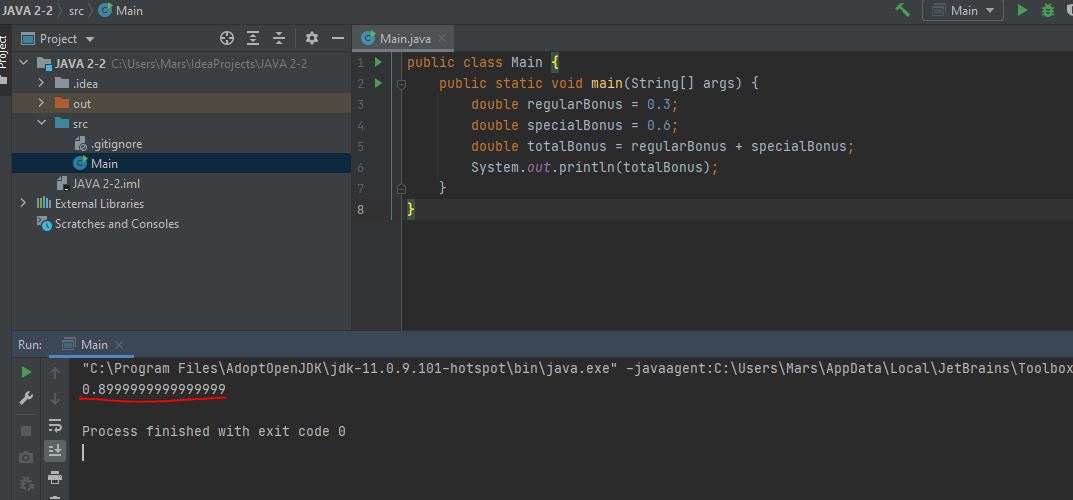 JAVA 2-2 src Main
Main
Project
Project
JAVA 2-2 C:\Users\Mars\IdeaProjects\JAVA 2-2
.idea
out
src
.gitignore
Main
JAVA 2-2.iml
External Libraries
Scratches and Consoles
Main.java
1 public class Main {
2 public static void main(String[] args) {
3 double regularBonus = 0.3;
4 double specialBonus = 0.6;
5 double totalBonus = regularBonus + specialBonus;
6 System.out.println(totalBonus);
7 }
8 }
Run: Main
"C:\Program Files\AdoptOpenJDK\jdk-11.0.9.101-hotspot\bin\java.exe" -javaagent:C:\Users\Mars\AppData\Local\JetBrains\Toolbox
0.8999999999999999
Process finished with exit code 0